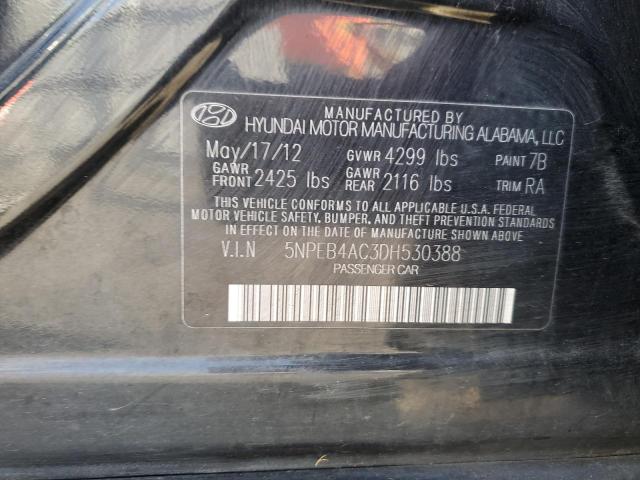 MANUFACTURED BY
HYUNDAI MOTOR MANUFACTURING ALABAMA, LLC
May/17/12 GVWR 4299 lbs PAINT 7B
GAWR FRONT 2425 lbs GAWR REAR 2116 lbs TRIM RA
THIS VEHICLE CONFORMS TO ALL APPLICABLE U.S.A. FEDERAL
MOTOR VEHICLE SAFETY, BUMPER, AND THEFT PREVENTION STANDARDS
IN EFFECT ON THE DATE OF MANUFACTURE SHOWN ABOVE
V.I.N 5NPEB4AC3DH530388
PASSENGER CAR